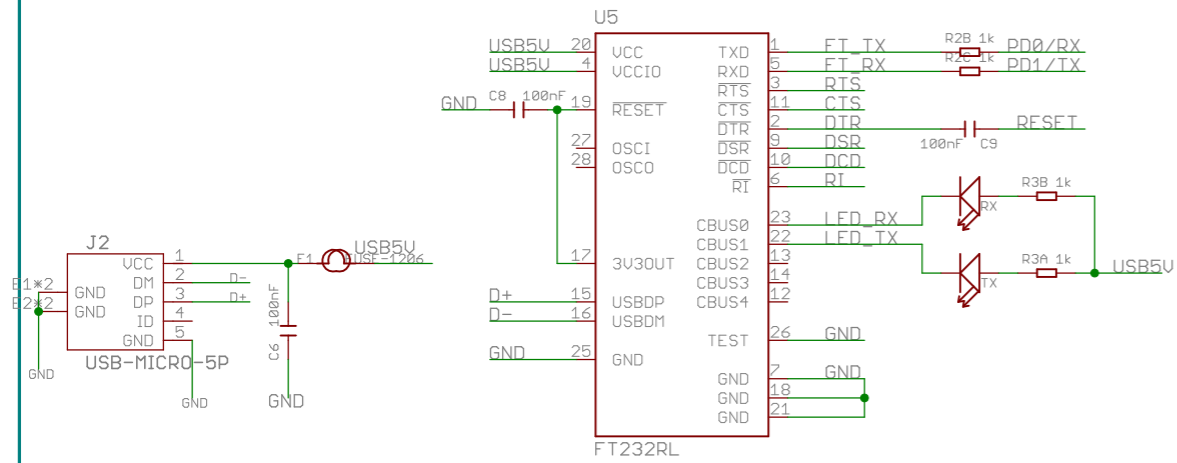 U5
USB5V 20 VCC TXD 1 FT_TX R2B 1k PD0/RX
USB5V 4 VCCIO RXD 5 FT_RX R2C 1k PD1/TX
RTS 3 RTS
GND C8 100nF 19 RESET CTS 11 CTS
DTR 2 DTR 100nF C9 RESET
27 OSCI DSR 9 DSR
28 OSCO DCD 10 DCD
RI 6 RI
R3B 1k
RX
CBUS0 23 LED_RX
CBUS1 22 LED_TX
17 3V3OUT CBUS2 13
CBUS3 14
15 USBDP CBUS4 12
R3A 1k
TX
USB5V
D+
D- 16 USBDM
TEST 26 GND
GND 25 GND
GND 7 GND
GND 18
GND 21
FT232RL
J2
VCC 1
DM 2 D-
DP 3 D+
ID 4
GND 5
GND
GND
USB-MICRO-5P
GND
GND
F1 FUSE-1206
USB5V
C6 100nF
GND